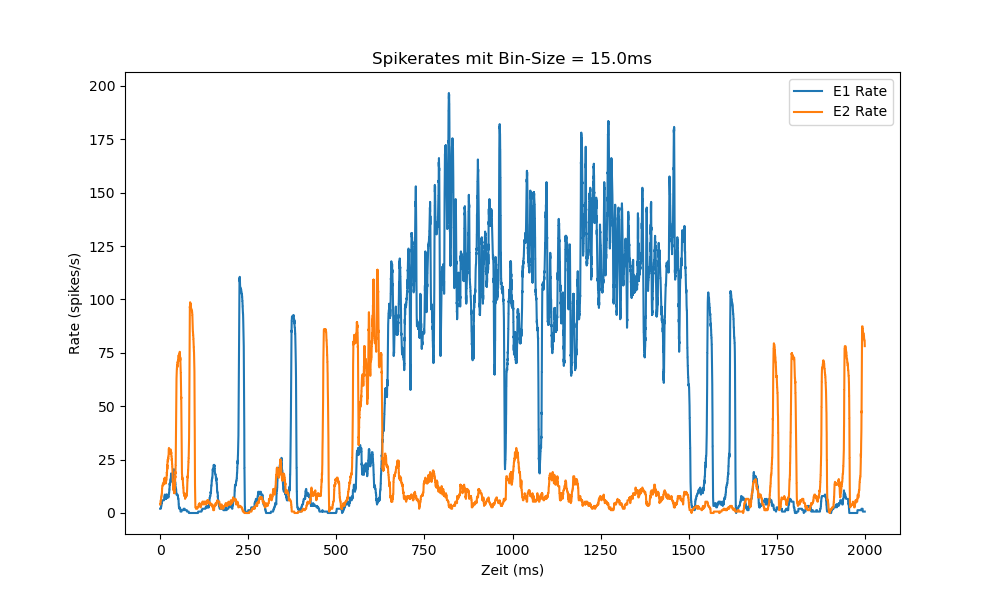 Spikerates mit Bin-Size = 15.0ms
E1 Rate
E2 Rate
Rate (spikes/s)
200
175
150
125
100
75
50
25
0
0 250 500 750 1000 1250 1500 1750 2000
Zeit (ms)